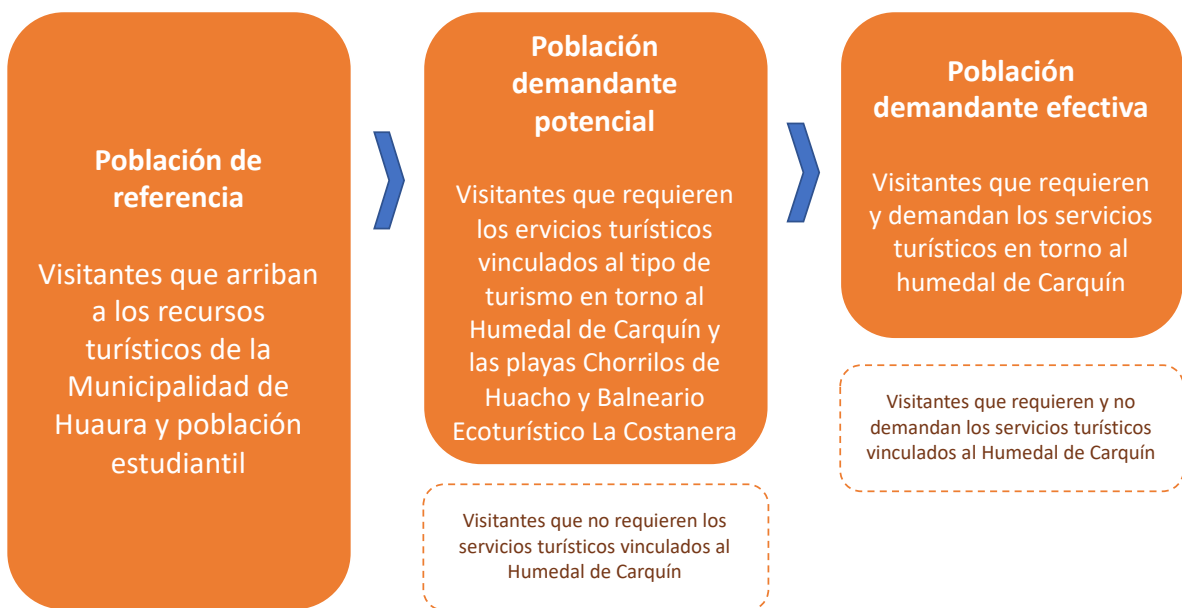 Población de
referencia
Visitantes que arriban
a los recursos
turísticos de la
Municipalidad de
Huaura y población
estudiantil
Población
demandante
potencial
Visitantes que requieren
los ervicios turísticos
vinculados al tipo de
turismo en torno al
Humedal de Carquín y
las playas Chorrilos de
Huacho y Balneario
Ecoturístico La Costanera
Visitantes que no requieren los
servicios turísticos vinculados al
Humedal de Carquín
Población
demandante efectiva
Visitantes que requieren
y demandan los servicios
turísticos en torno al
humedal de Carquín
Visitantes que requieren y no
demandan los servicios turísticos
vinculados al Humedal de Carquín